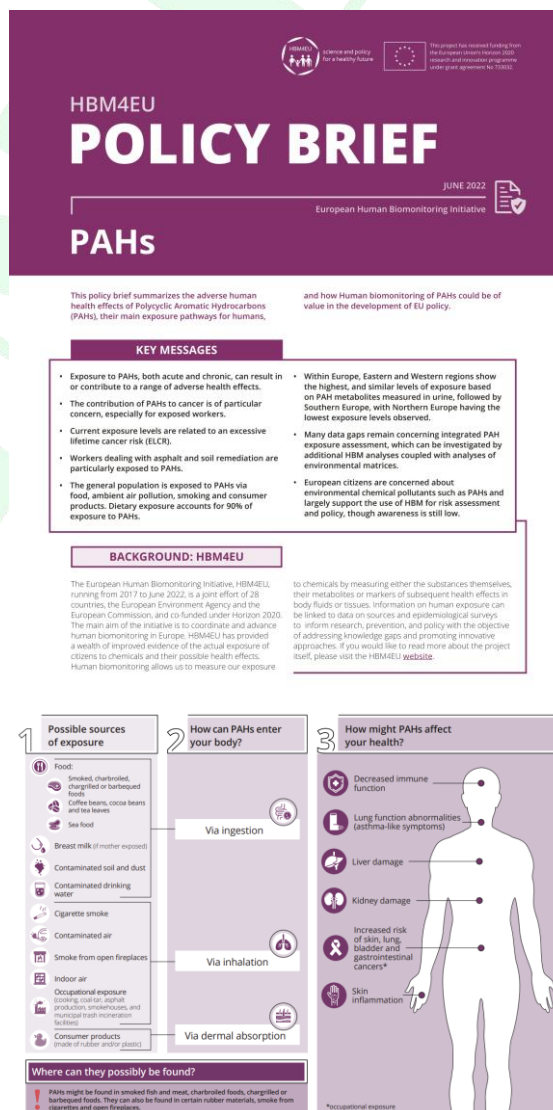 HBM4EU
science and policy
for a healthy future
This project has received funding from
the European Union's Horizon 2020
research and innovation programme
under grant agreement No 733032.
HBM4EU
POLICY BRIEF
JUNE 2022
European Human Biomonitoring Initiative
PAHs
This policy brief summarizes the adverse human
health effects of Polycyclic Aromatic Hydrocarbons
(PAHs), their main exposure pathways for humans,
and how Human biomonitoring of PAHs could be of
value in the development of EU policy.
KEY MESSAGES
• Exposure to PAHs, both acute and chronic, can result in
or contribute to a range of adverse health effects.
• The contribution of PAHs to cancer is of particular
concern, especially for exposed workers.
• Current exposure levels are related to an excessive
lifetime cancer risk (ELCR).
• Workers dealing with asphalt and soil remediation are
particularly exposed to PAHs.
• The general population is exposed to PAHs via
food, ambient air pollution, smoking and consumer
products. Dietary exposure accounts for 90% of
exposure to PAHs.
• Within Europe, Eastern and Western regions show
the highest, and similar levels of exposure based
on PAH metabolites measured in urine, followed by
Southern Europe, with Northern Europe having the
lowest exposure levels observed.
• Many data gaps remain concerning integrated PAH
exposure assessment, which can be investigated by
additional HBM analyses coupled with analyses of
environmental matrices.
• European citizens are concerned about
environmental chemical pollutants such as PAHs and
largely support the use of HBM for risk assessment
and policy, though awareness is still low.
BACKGROUND: HBM4EU
The European Human Biomonitoring Initiative, HBM4EU,
running from 2017 to June 2022, is a joint effort of 28
countries, the European Environment Agency and the
European Commission, and co-funded under Horizon 2020.
The main aim of the initiative is to coordinate and advance
human biomonitoring in Europe. HBM4EU has provided
a wealth of improved evidence of the actual exposure of
citizens to chemicals and their possible health effects.
Human biomonitoring allows us to measure our exposure
to chemicals by measuring either the substances themselves,
their metabolites or markers of subsequent health effects in
body fluids or tissues. Information on human exposure can
be linked to data on sources and epidemiological surveys
to inform research, prevention, and policy with the objective
of addressing knowledge gaps and promoting innovative
approaches. If you would like to read more about the project
itself, please visit the HBM4EU website.
1 Possible sources
of exposure
Food:
Smoked, charbroiled,
chargrilled or barbequed
foods
Coffee beans, cocoa beans
and tea leaves
Sea food
Breast milk (if mother exposed)
Contaminated soil and dust
Contaminated drinking
water
Cigarette smoke
Contaminated air
Smoke from open fireplaces
Indoor air
Occupational exposure
(cooking, coal-tar, asphalt
production, smokehouses, and
municipal trash incineration
facilities)
Consumer products
(made of rubber and/or plastic)
2 How can PAHs enter
your body?
Via ingestion
Via inhalation
Via dermal absorption
3 How might PAHs affect
your health?
Decreased immune
function
Lung function abnormalities
(asthma-like symptoms)
Liver damage
Kidney damage
Increased risk
of skin, lung,
bladder and
gastrointestinal
cancers*
Skin
inflammation
*occupational exposure
Where can they possibly be found?
PAHs might be found in smoked fish and meat, charbroiled foods, chargrilled or
barbequed foods. They can also be found in certain rubber materials, smoke from
cigarettes and open fireplaces.